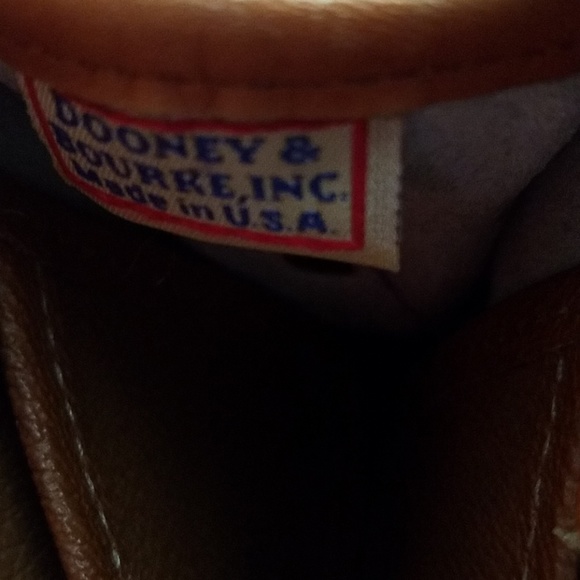 DOONEY &
BOURKE, INC.
Made in U.S.A.